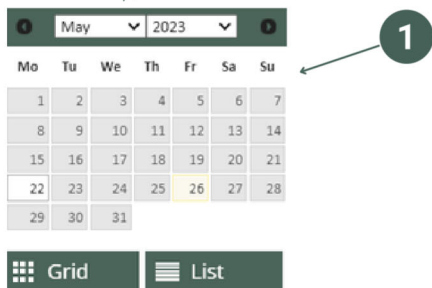 May 2023
1
Mo Tu We Th Fr Sa Su
1 2 3 4 5 6 7
8 9 10 11 12 13 14
15 16 17 18 19 20 21
22 23 24 25 26 27 28
29 30 31
Grid List